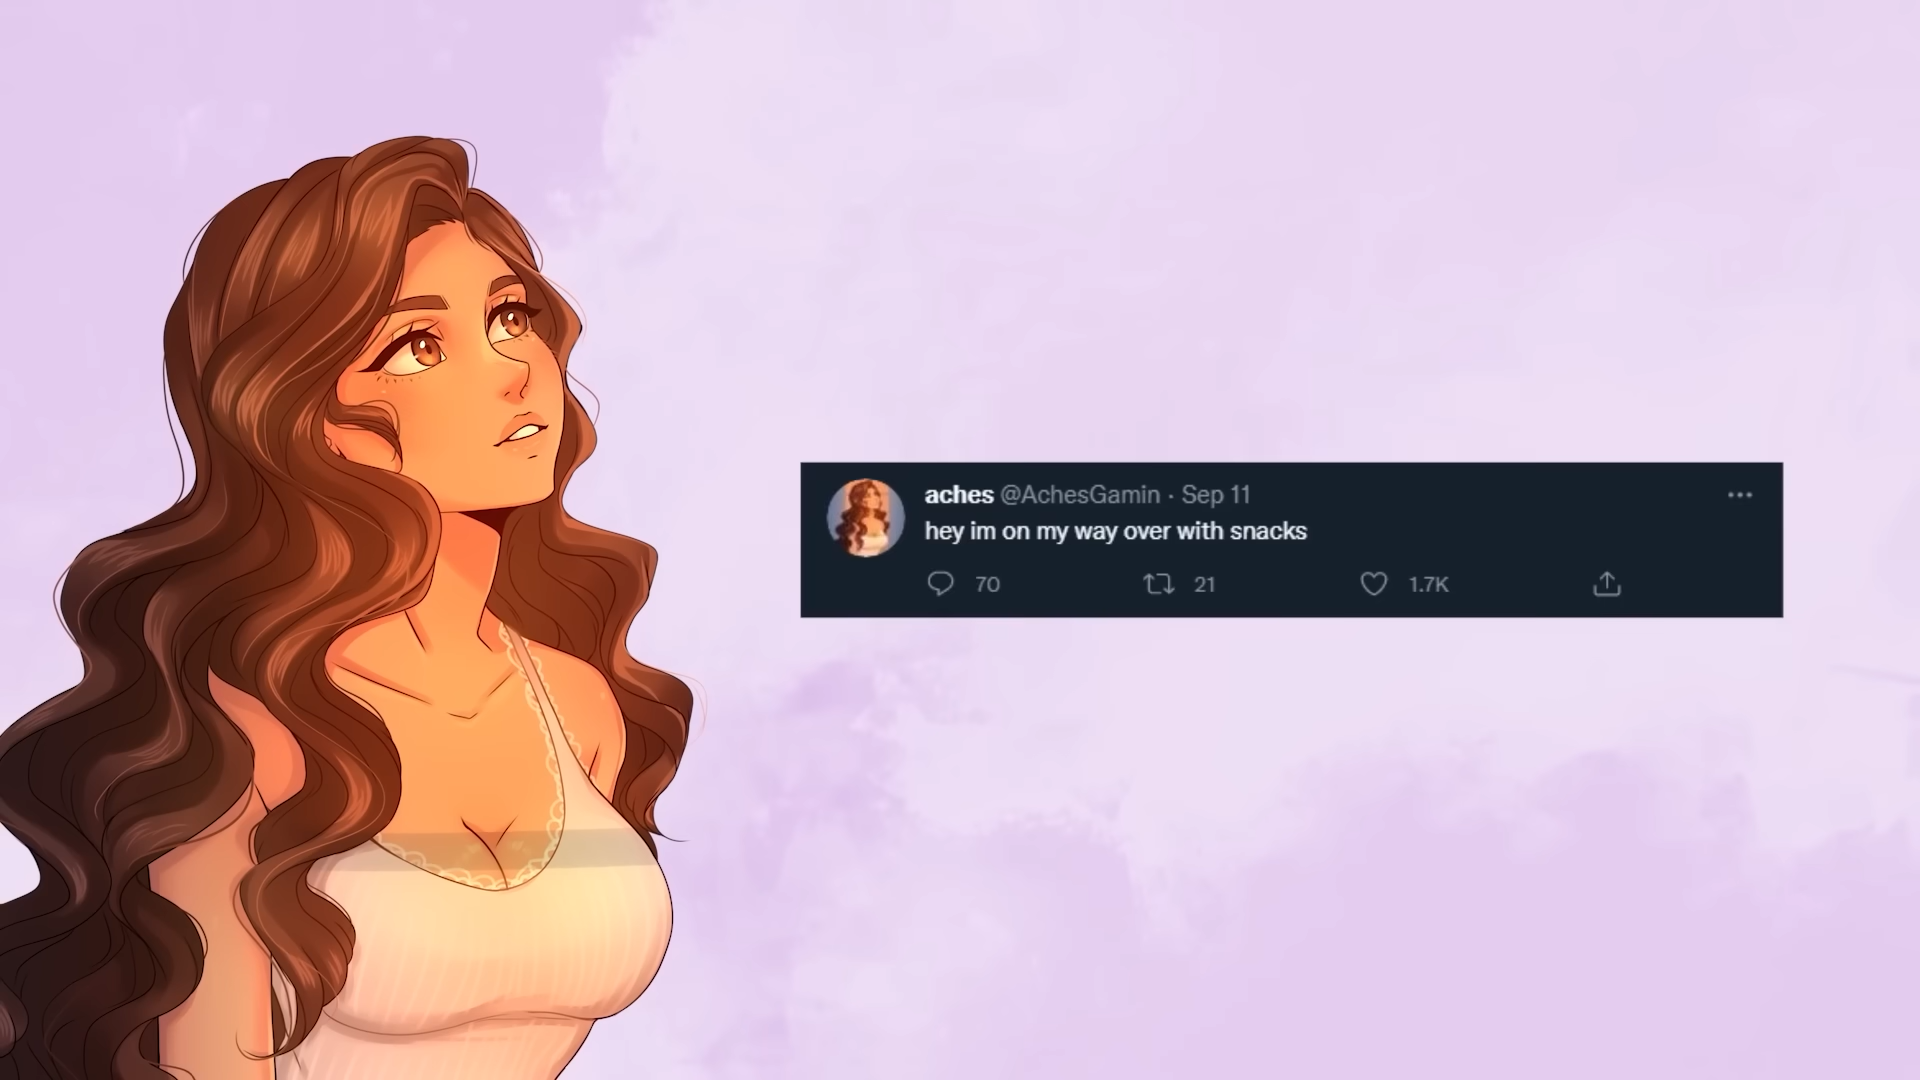 aches @AchesGamin · Sep 11
hey im on my way over with snacks
70 21 1.7K